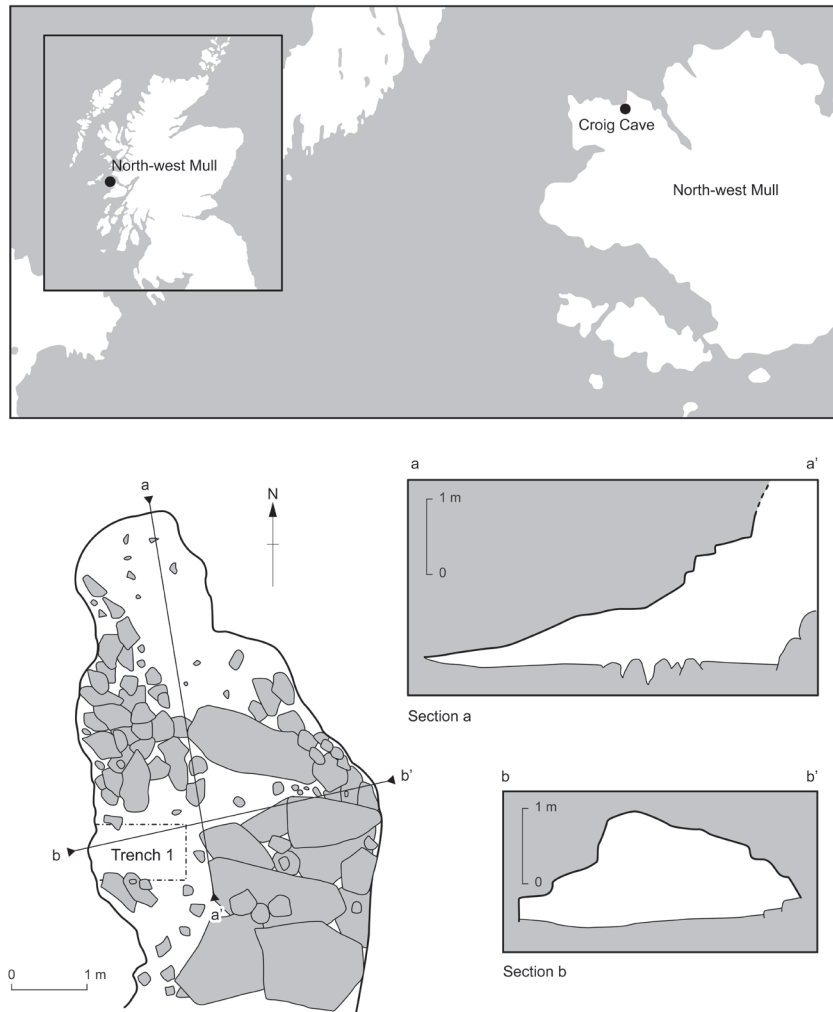 North-west Mull
Croig Cave
North-west Mull
a
N
b'
b
Trench 1
a'
0 1 m
a a'
1 m
0
Section a
b b'
1 m
0
Section b